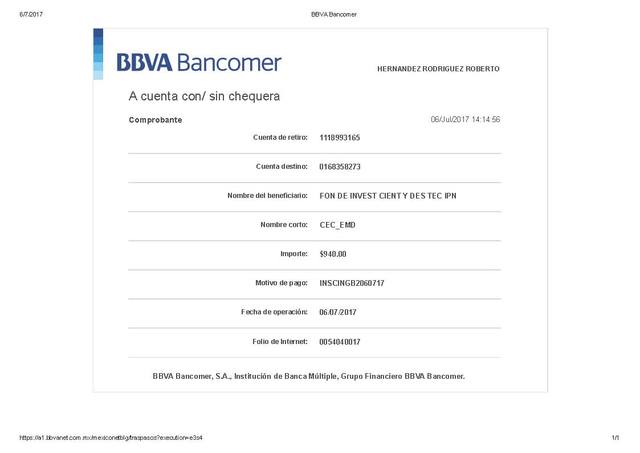 6/7/2017 BBVA Bancomer
BBVA Bancomer
HERNANDEZ RODRIGUEZ ROBERTO
A cuenta con/ sin chequera
Comprobante 06/Jul/2017 14:14:56
Cuenta de retiro: 1118993165
Cuenta destino: 0168358273
Nombre del beneficiario: FON DE INVEST CIENT Y DES TEC IPN
Nombre corto: CEC_EMD
Importe: $940.00
Motivo de pago: INSCINGB2060717
Fecha de operación: 06/07/2017
Folio de Internet: 0054040017
BBVA Bancomer, S.A., Institución de Banca Múltiple, Grupo Financiero BBVA Bancomer.
https://a1.bbvanet.com.mx/mexiconetblg/traspasos?execution=e3s4 1/1